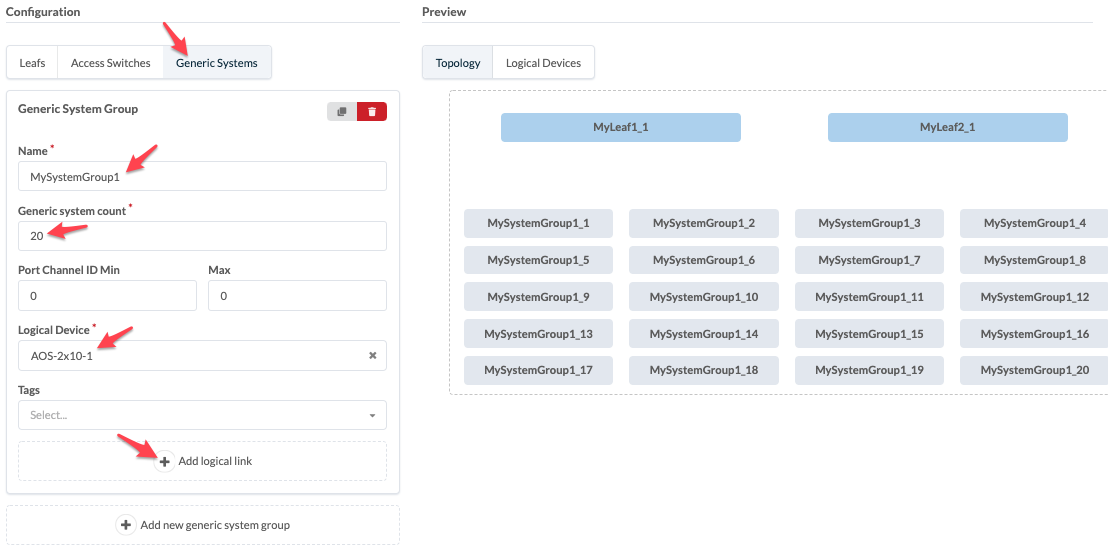 Configuration
Leafs
Access Switches
Generic Systems
Generic System Group
Name *
MySystemGroup1
Generic system count *
20
Port Channel ID Min
Max
0
0
Logical Device *
AOS-2x10-1
Tags
Select...
Add logical link
Add new generic system group
Preview
Topology
Logical Devices
MyLeaf1_1
MyLeaf2_1
MySystemGroup1_1
MySystemGroup1_2
MySystemGroup1_3
MySystemGroup1_4
MySystemGroup1_5
MySystemGroup1_6
MySystemGroup1_7
MySystemGroup1_8
MySystemGroup1_9
MySystemGroup1_10
MySystemGroup1_11
MySystemGroup1_12
MySystemGroup1_13
MySystemGroup1_14
MySystemGroup1_15
MySystemGroup1_16
MySystemGroup1_17
MySystemGroup1_18
MySystemGroup1_19
MySystemGroup1_20